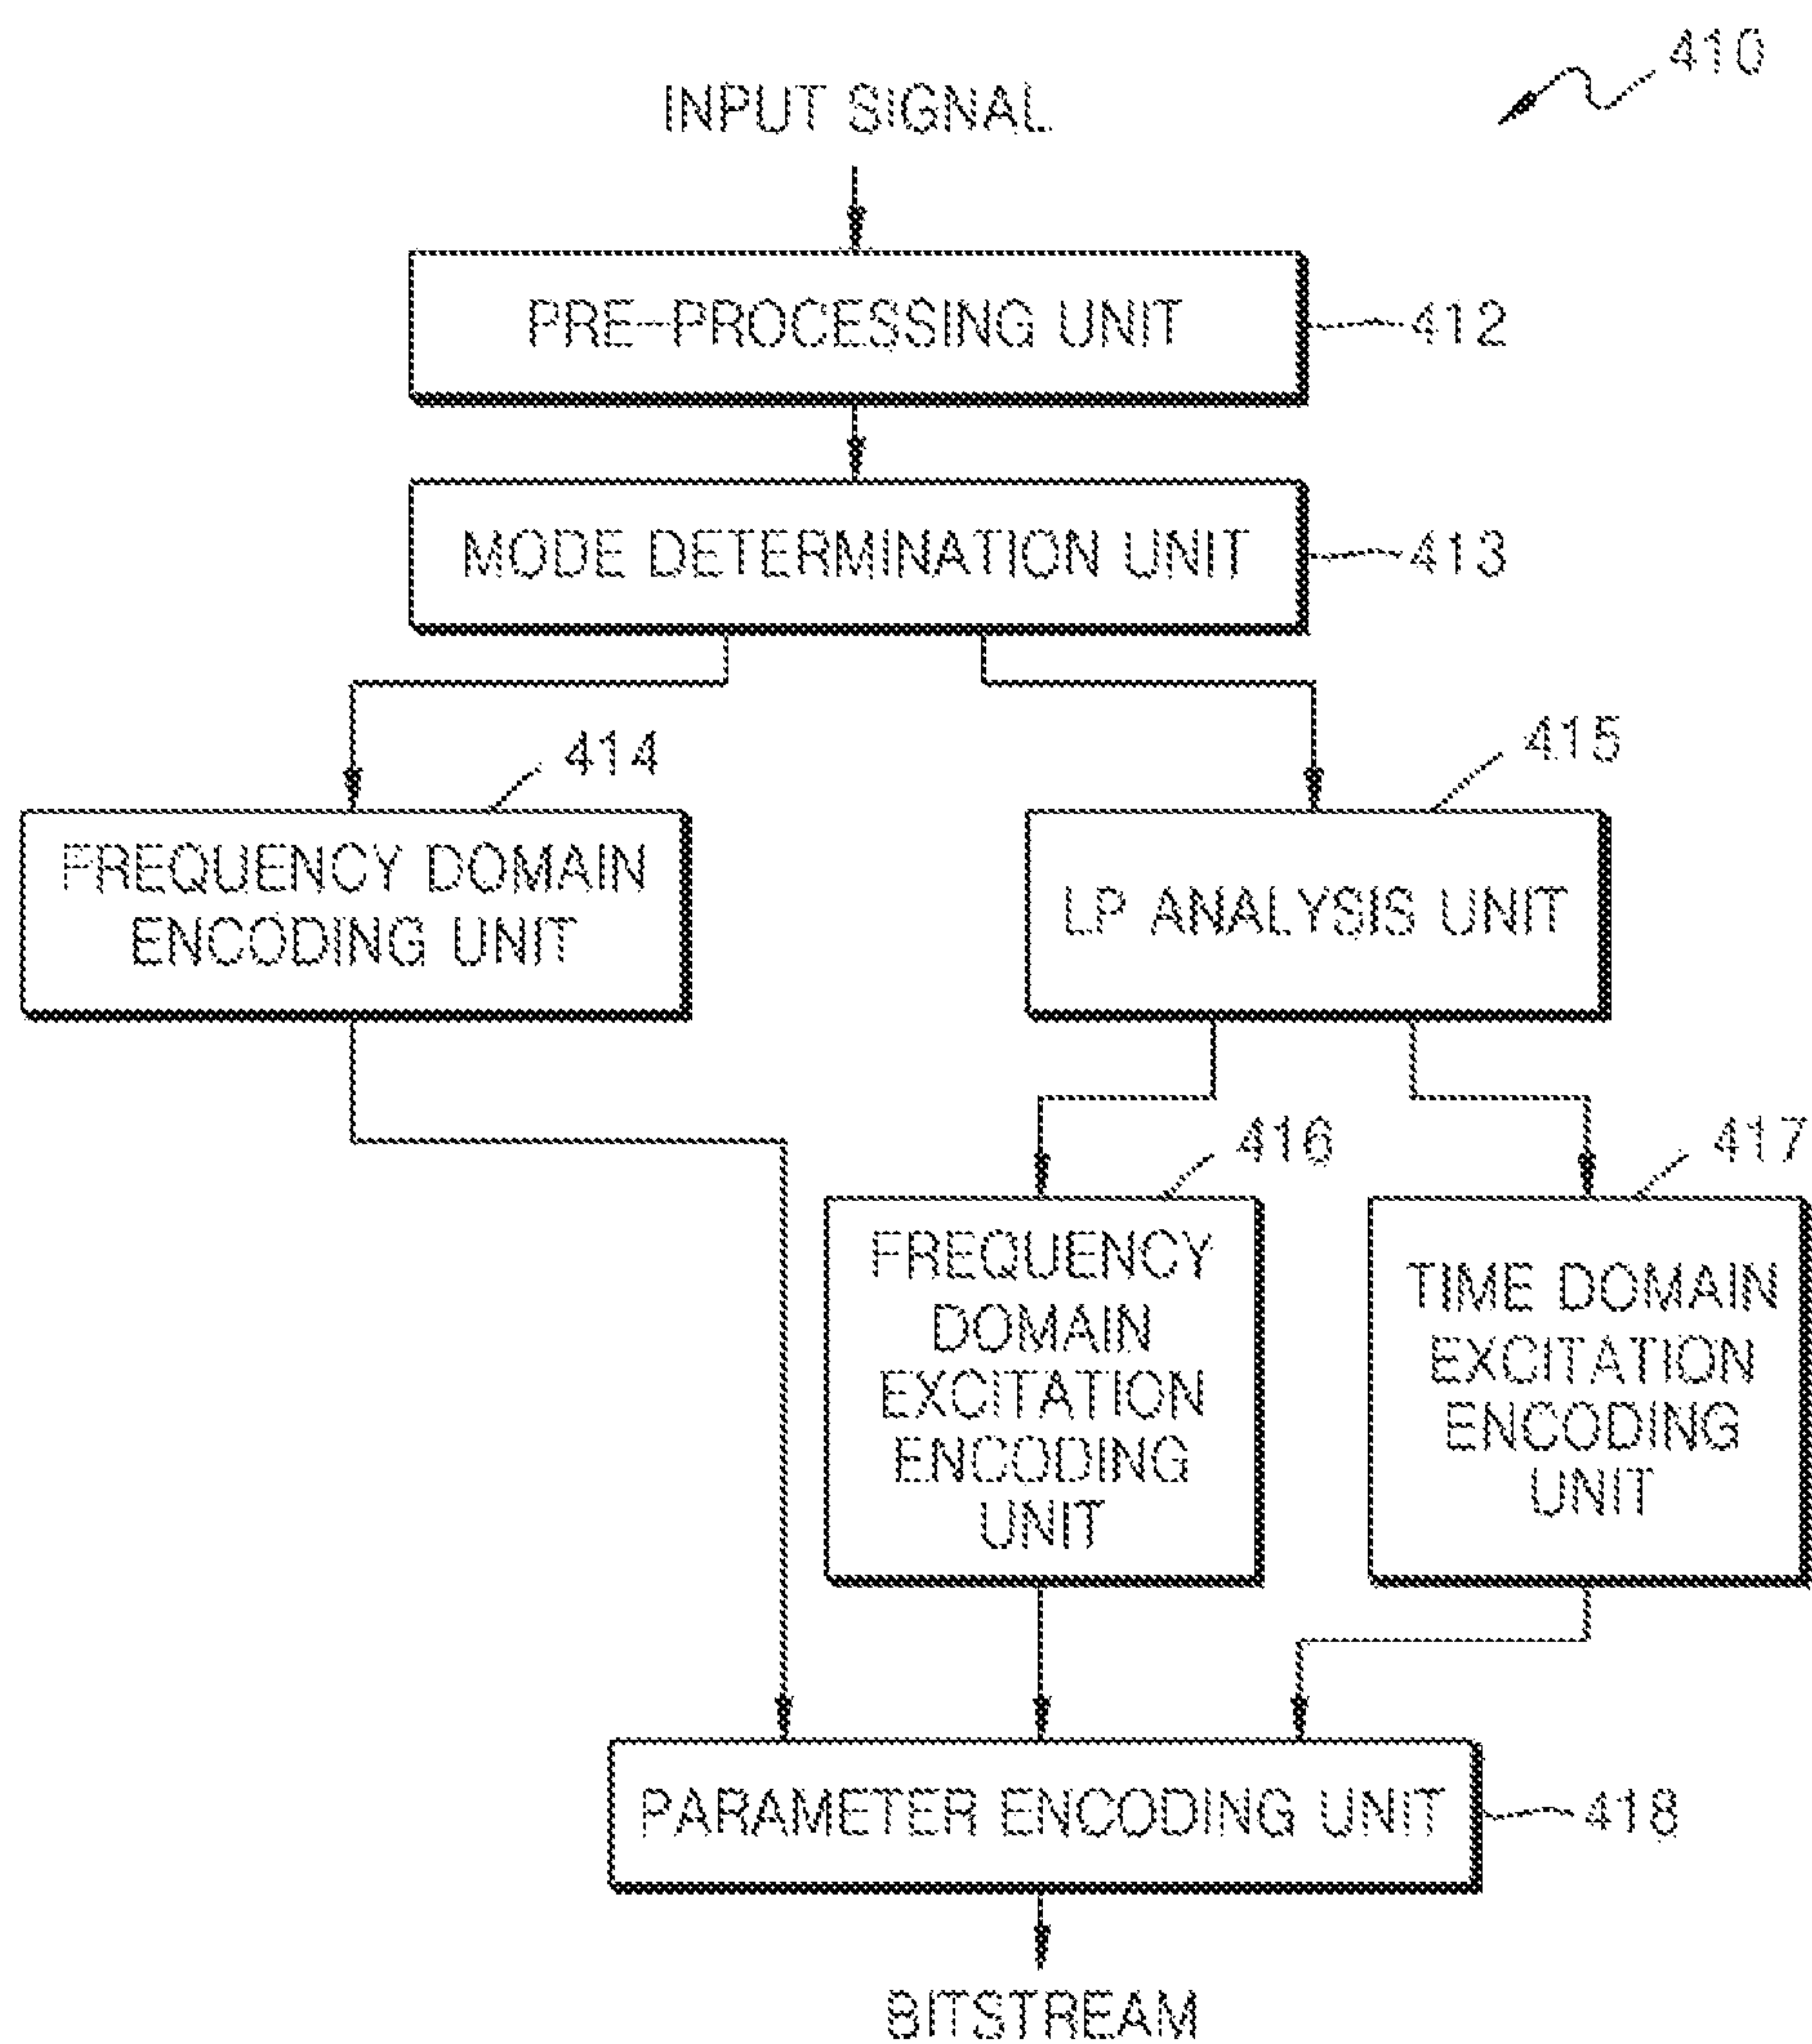 410
INPUT SIGNAL
PRE-PROCESSING UNIT
412
MODE DETERMINATION UNIT
413
414
415
FREQUENCY DOMAIN
ENCODING UNIT
LP ANALYSIS UNIT
416
417
FREQUENCY
DOMAIN
EXCITATION
ENCODING
UNIT
TIME DOMAIN
EXCITATION
ENCODING
UNIT
PARAMETER ENCODING UNIT
418
BITSTREAM